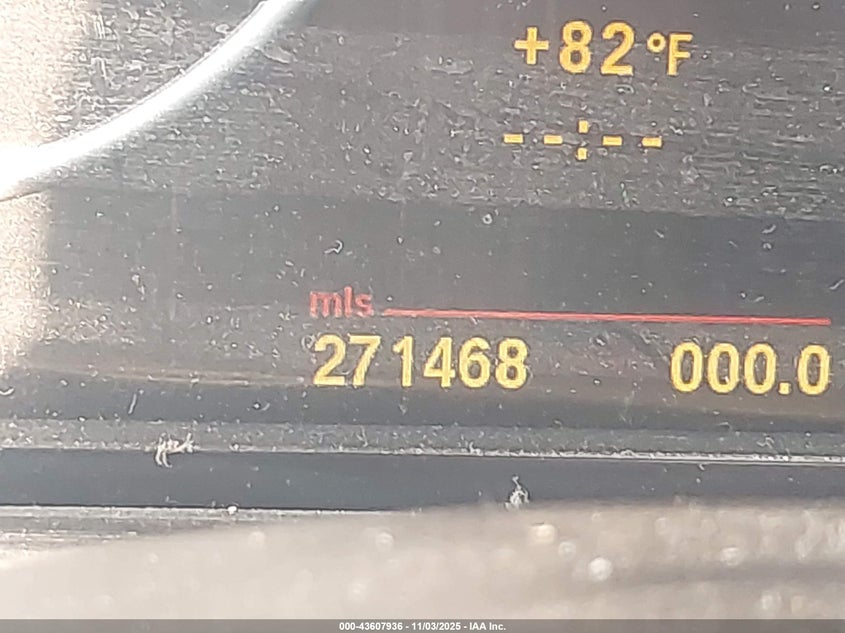 +82°F
--:--
mls
271468 000.0
000-43607936 - 11/03/2025 - IAA Inc.